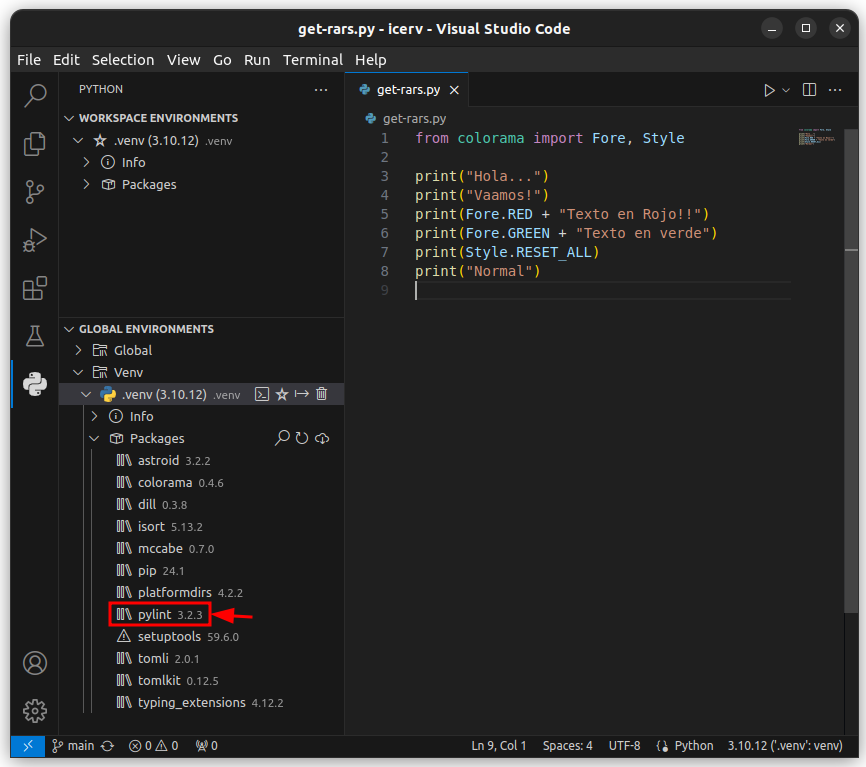 get-rars.py - icerv - Visual Studio Code
File Edit Selection View Go Run Terminal Help
PYTHON
WORKSPACE ENVIRONMENTS
.venv (3.10.12) .venv
Info
Packages
GLOBAL ENVIRONMENTS
Global
Venv
.venv (3.10.12) .venv
Info
Packages
astroid 3.2.2
colorama 0.4.6
dill 0.3.8
isort 5.13.2
mccabe 0.7.0
pip 24.1
platformdirs 4.2.2
pylint 3.2.3
setuptools 59.6.0
tomli 2.0.1
tomlkit 0.12.5
typing_extensions 4.12.2
get-rars.py
get-rars.py
1 from colorama import Fore, Style
2
3 print("Hola...")
4 print("Vaamos!")
5 print(Fore.RED + "Texto en Rojo!!")
6 print(Fore.GREEN + "Texto en verde")
7 print(Style.RESET_ALL)
8 print("Normal")
9
main 0 0 0 Ln 9, Col 1 Spaces: 4 UTF-8 Python 3.10.12 ('.venv': venv)